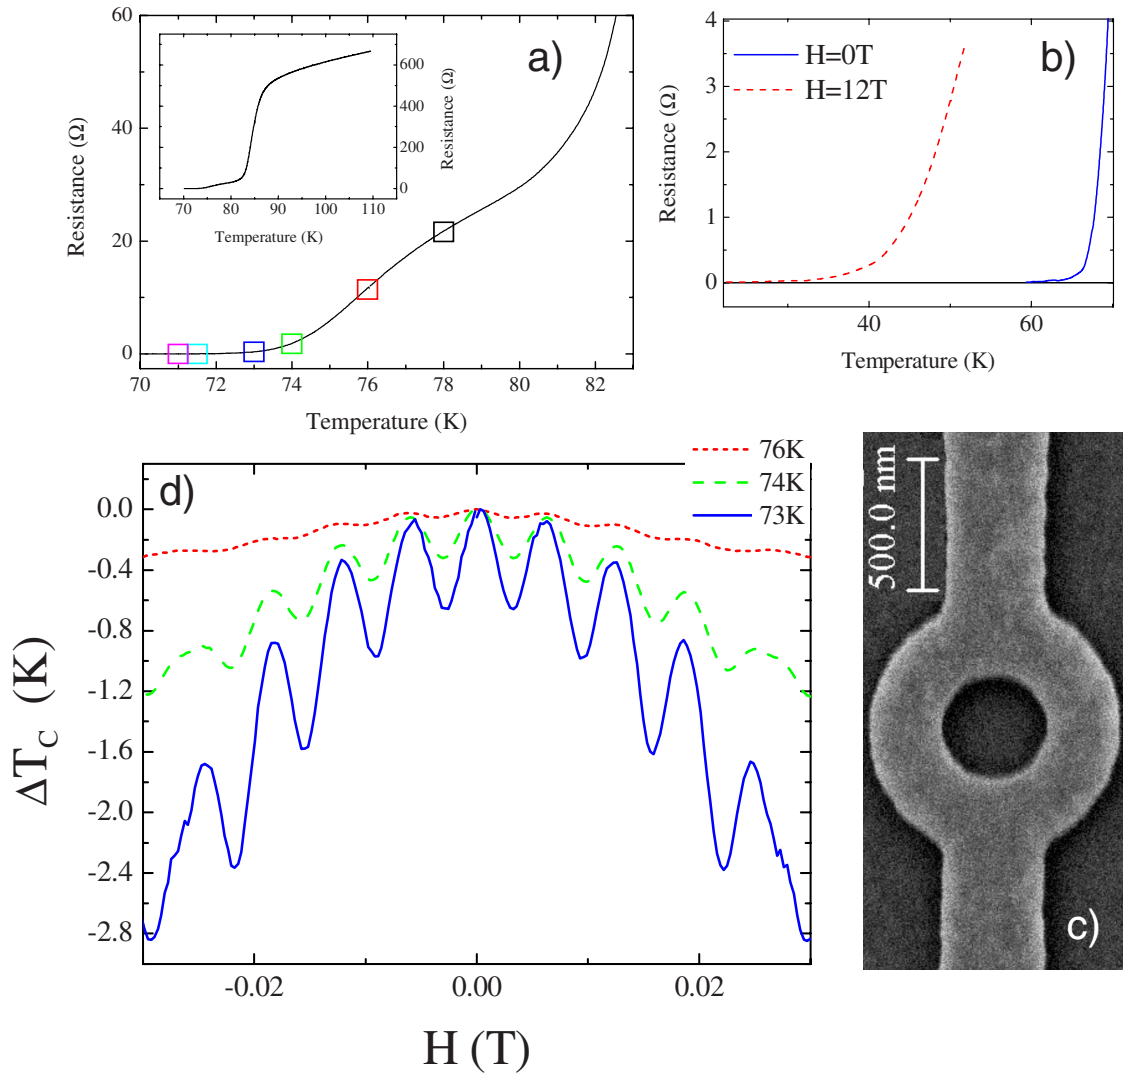 a)
Resistance (Ω)
60
40
20
0
70
72
74
76
78
80
82
Temperature (K)
600
400
200
0
Resistance (Ω)
70
80
90
100
110
Temperature (K)
b)
H=0T
H=12T
Resistance (Ω)
4
3
2
1
0
40
60
Temperature (K)
d)
76K
74K
73K
ΔT_C (K)
0.0
-0.4
-0.8
-1.2
-1.6
-2.0
-2.4
-2.8
-0.02
0.00
0.02
H (T)
500.0 nm
c)